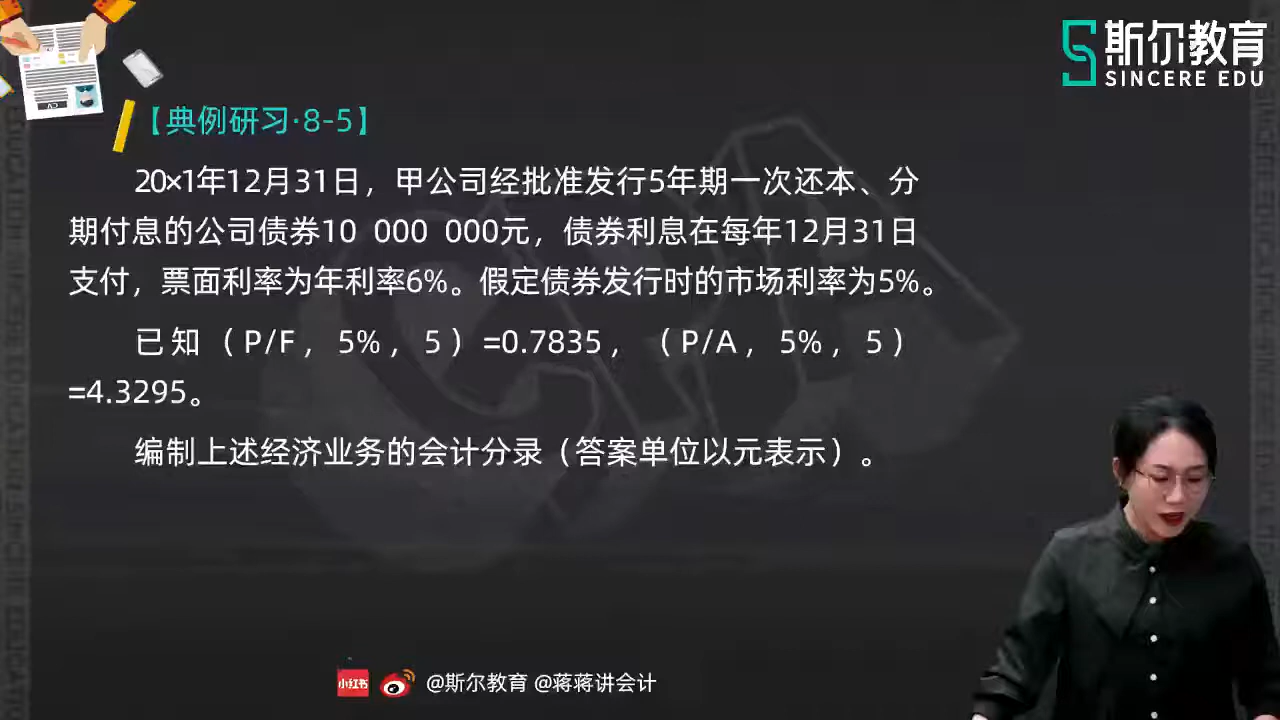 斯尔教育
SINCERE EDU
【典例研习·8-5】
20×1年12月31日，甲公司经批准发行5年期一次还本、分
期付息的公司债券10 000 000元，债券利息在每年12月31日
支付，票面利率为年利率6%。假定债券发行时的市场利率为5%。
已知（P/F，5%，5）=0.7835，（P/A，5%，5）
=4.3295。
编制上述经济业务的会计分录（答案单位以元表示）。
小红书 @斯尔教育 @蒋蒋讲会计